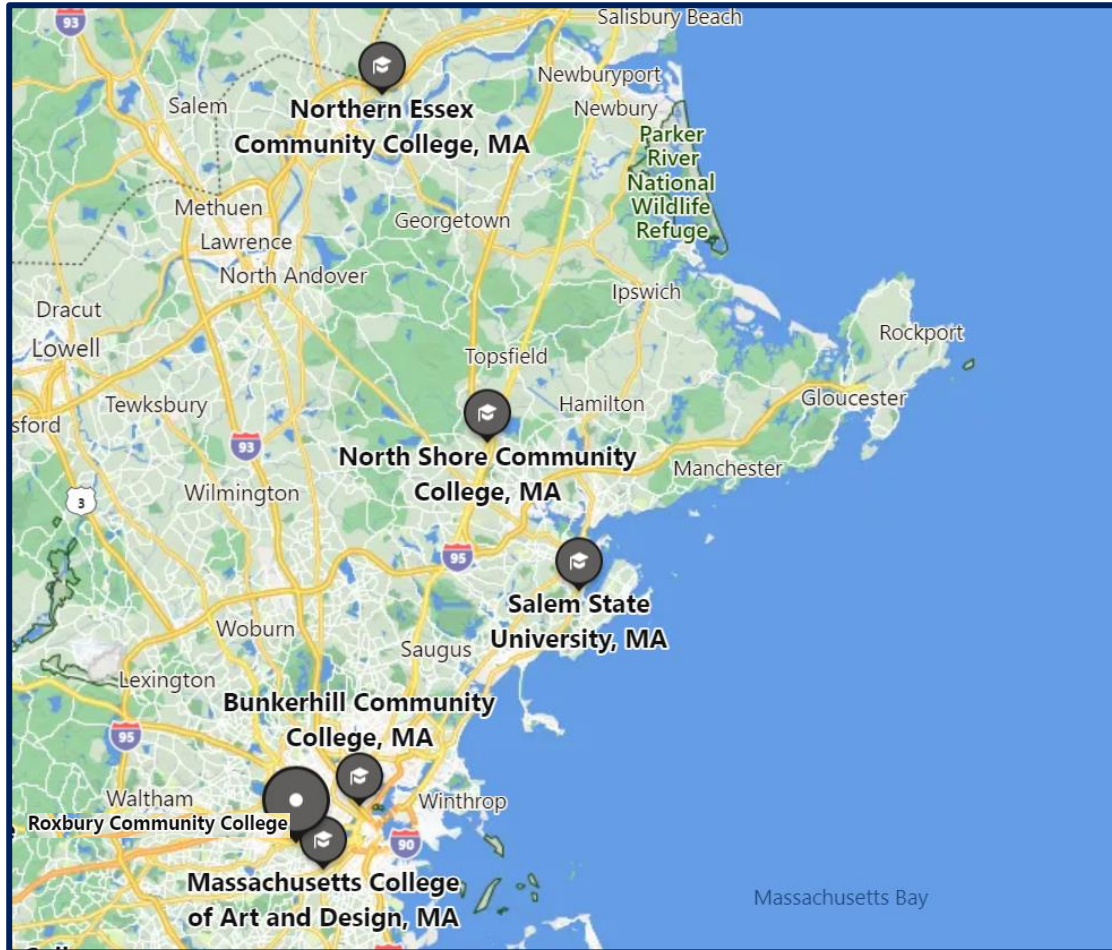 93
Salisbury Beach
Newburyport
Salem
Newbury
Northern Essex
Community College, MA
Parker
River
National
Wildlife
Refuge
Methuen
Georgetown
Lawrence
North Andover
Ipswich
Dracut
Rockport
Lowell
Topsfield
Tewksbury
Hamilton
Gloucester
sford
93
North Shore Community
College, MA
Manchester
Wilmington
3
95
Salem State
University, MA
Woburn
Saugus
Lexington
Bunkerhill Community
College, MA
95
Waltham
Winthrop
Roxbury Community College
90
Massachusetts College
of Art and Design, MA
Massachusetts Bay